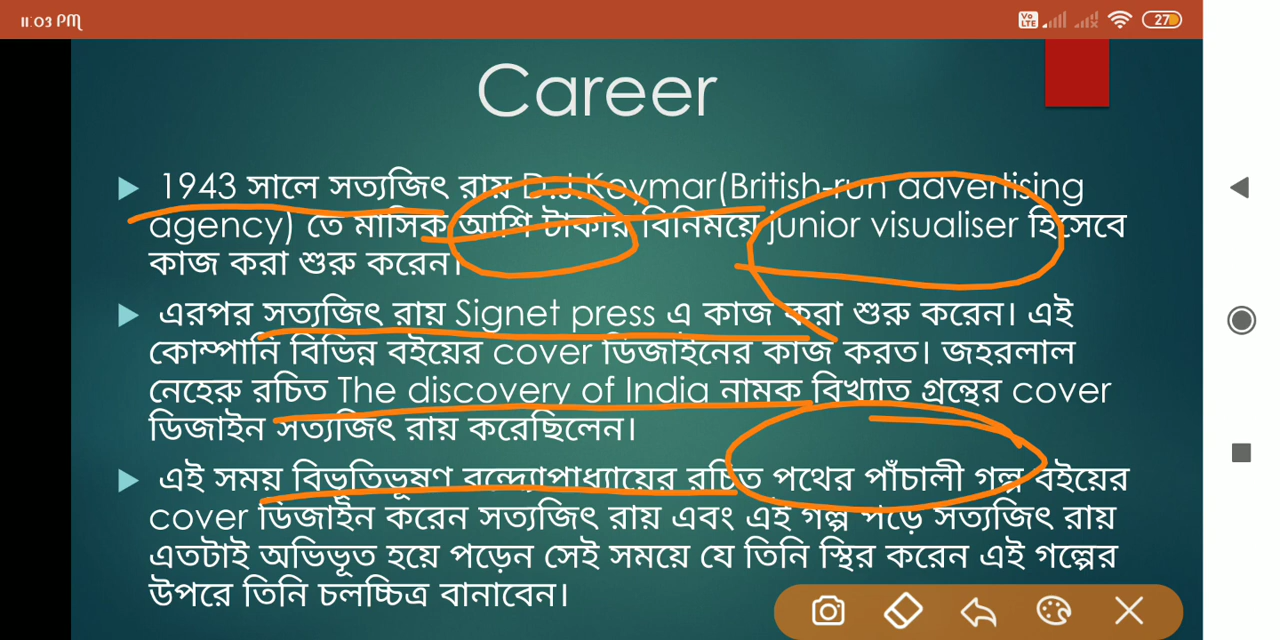 11:03 PM
Vo LTE
27
Career
1943 সালে সত্যজিৎ রায় D.J.Keymar(British-run advertising
agency) তে মাসিক আশি টাকার বিনিময়ে junior visualiser হিসেবে
কাজ করা শুরু করেন।
এরপর সত্যজিৎ রায় Signet press এ কাজ করা শুরু করেন। এই
কোম্পানি বিভিন্ন বইয়ের cover ডিজাইনের কাজ করত। জহরলাল
নেহেরু রচিত The discovery of India নামক বিখ্যাত গ্রন্থের cover
ডিজাইন সত্যজিৎ রায় করেছিলেন।
এই সময় বিভূতিভূষণ বন্দ্যোপাধ্যায়ের রচিত পথের পাঁচালী গল্প বইয়ের
cover ডিজাইন করেন সত্যজিৎ রায় এবং এই গল্প পড়ে সত্যজিৎ রায়
এতটাই অভিভূত হয়ে পড়েন সেই সময়ে যে তিনি স্থির করেন এই গল্পের
উপরে তিনি চলচ্চিত্র বানাবেন।